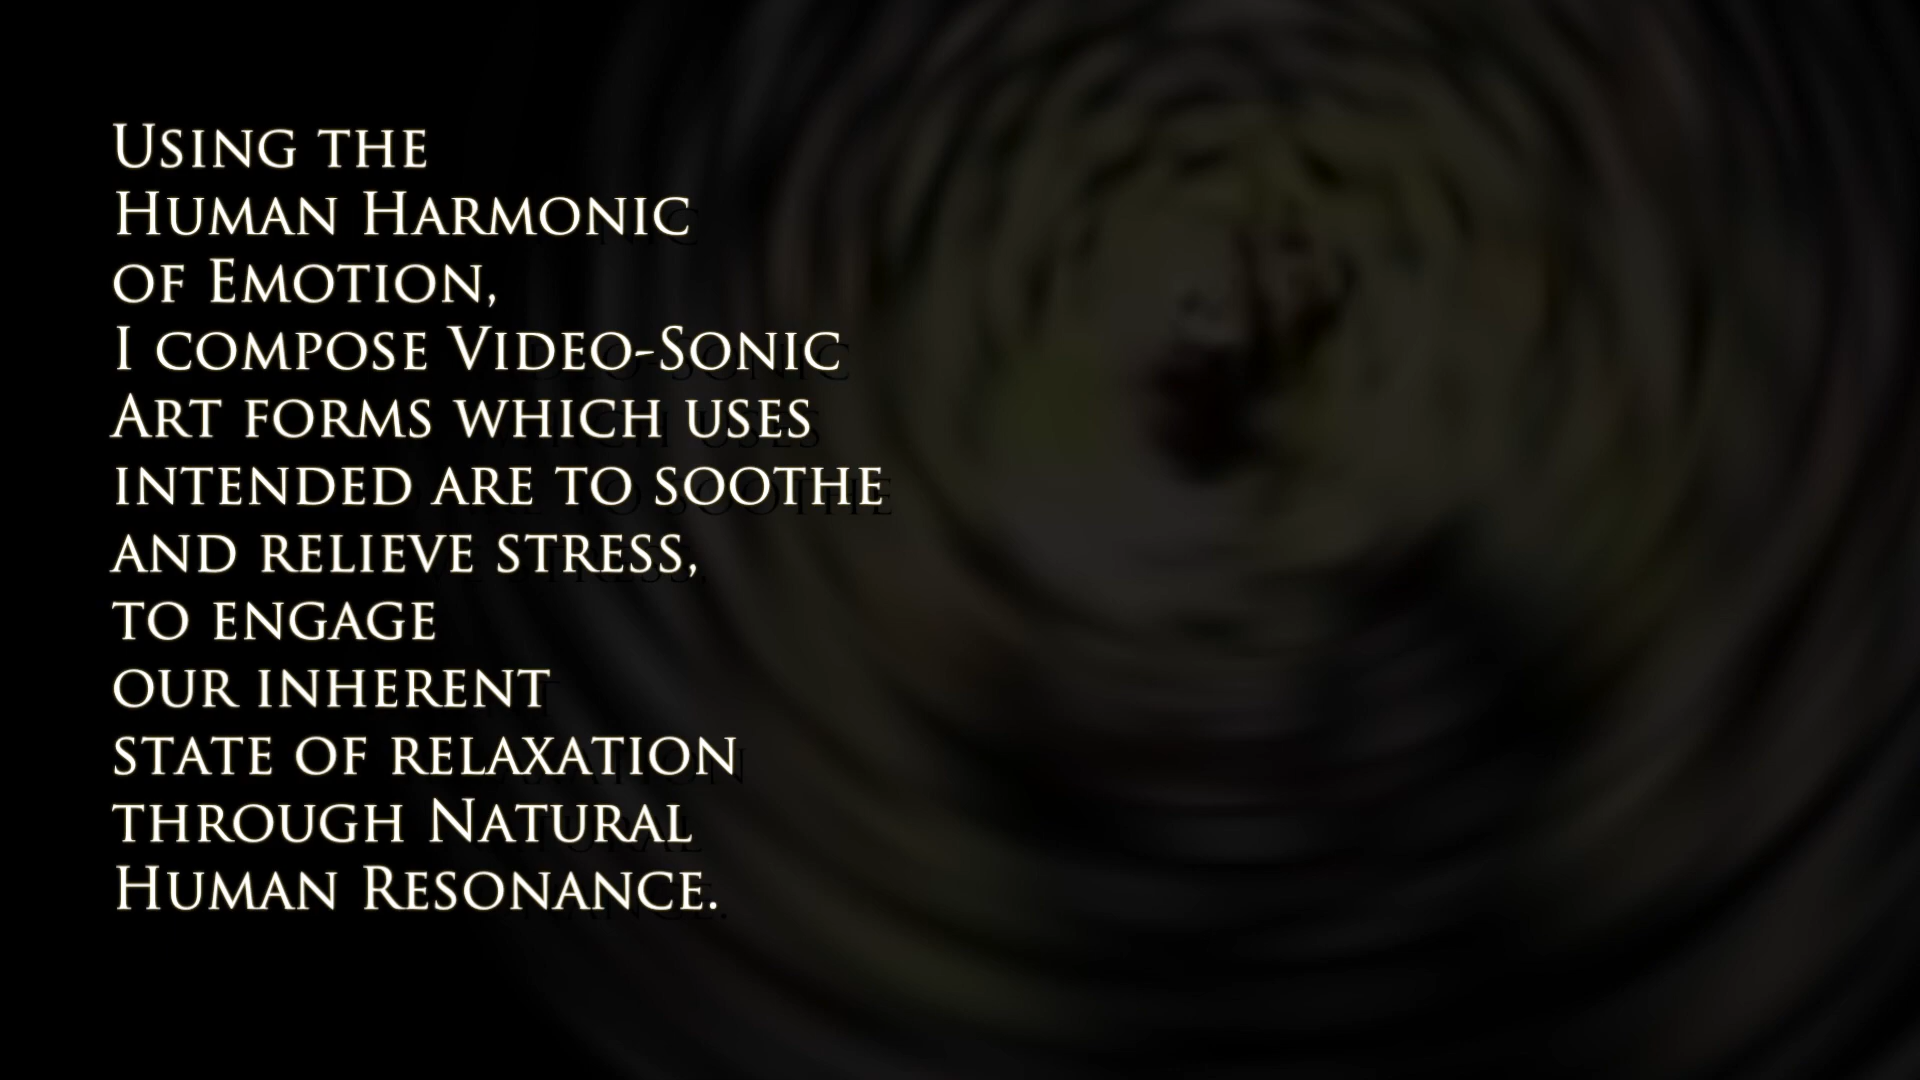 Using the
Human Harmonic
of Emotion,
I compose Video-Sonic
Art forms which uses
intended are to soothe
and relieve stress,
to engage
our inherent
state of relaxation
through Natural
Human Resonance.